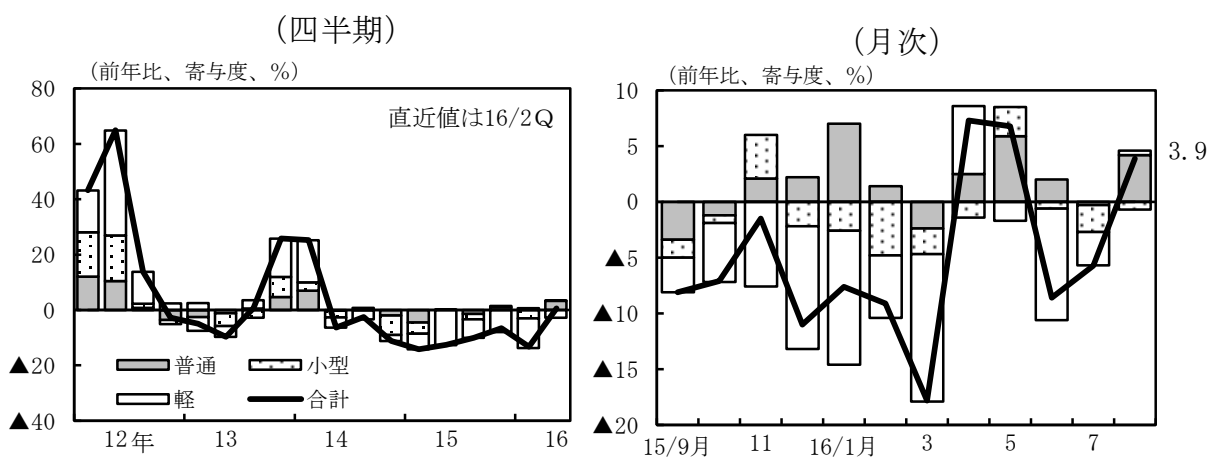 (四半期)
(前年比、寄与度、%)
直近値は16/2Q
80
60
40
20
0
▲20
▲40
普通
小型
軽
合計
12年
13
14
15
16
(月次)
(前年比、寄与度、%)
10
5
0
▲5
▲10
▲15
▲20
3.9
15/9月
11
16/1月
3
5
7